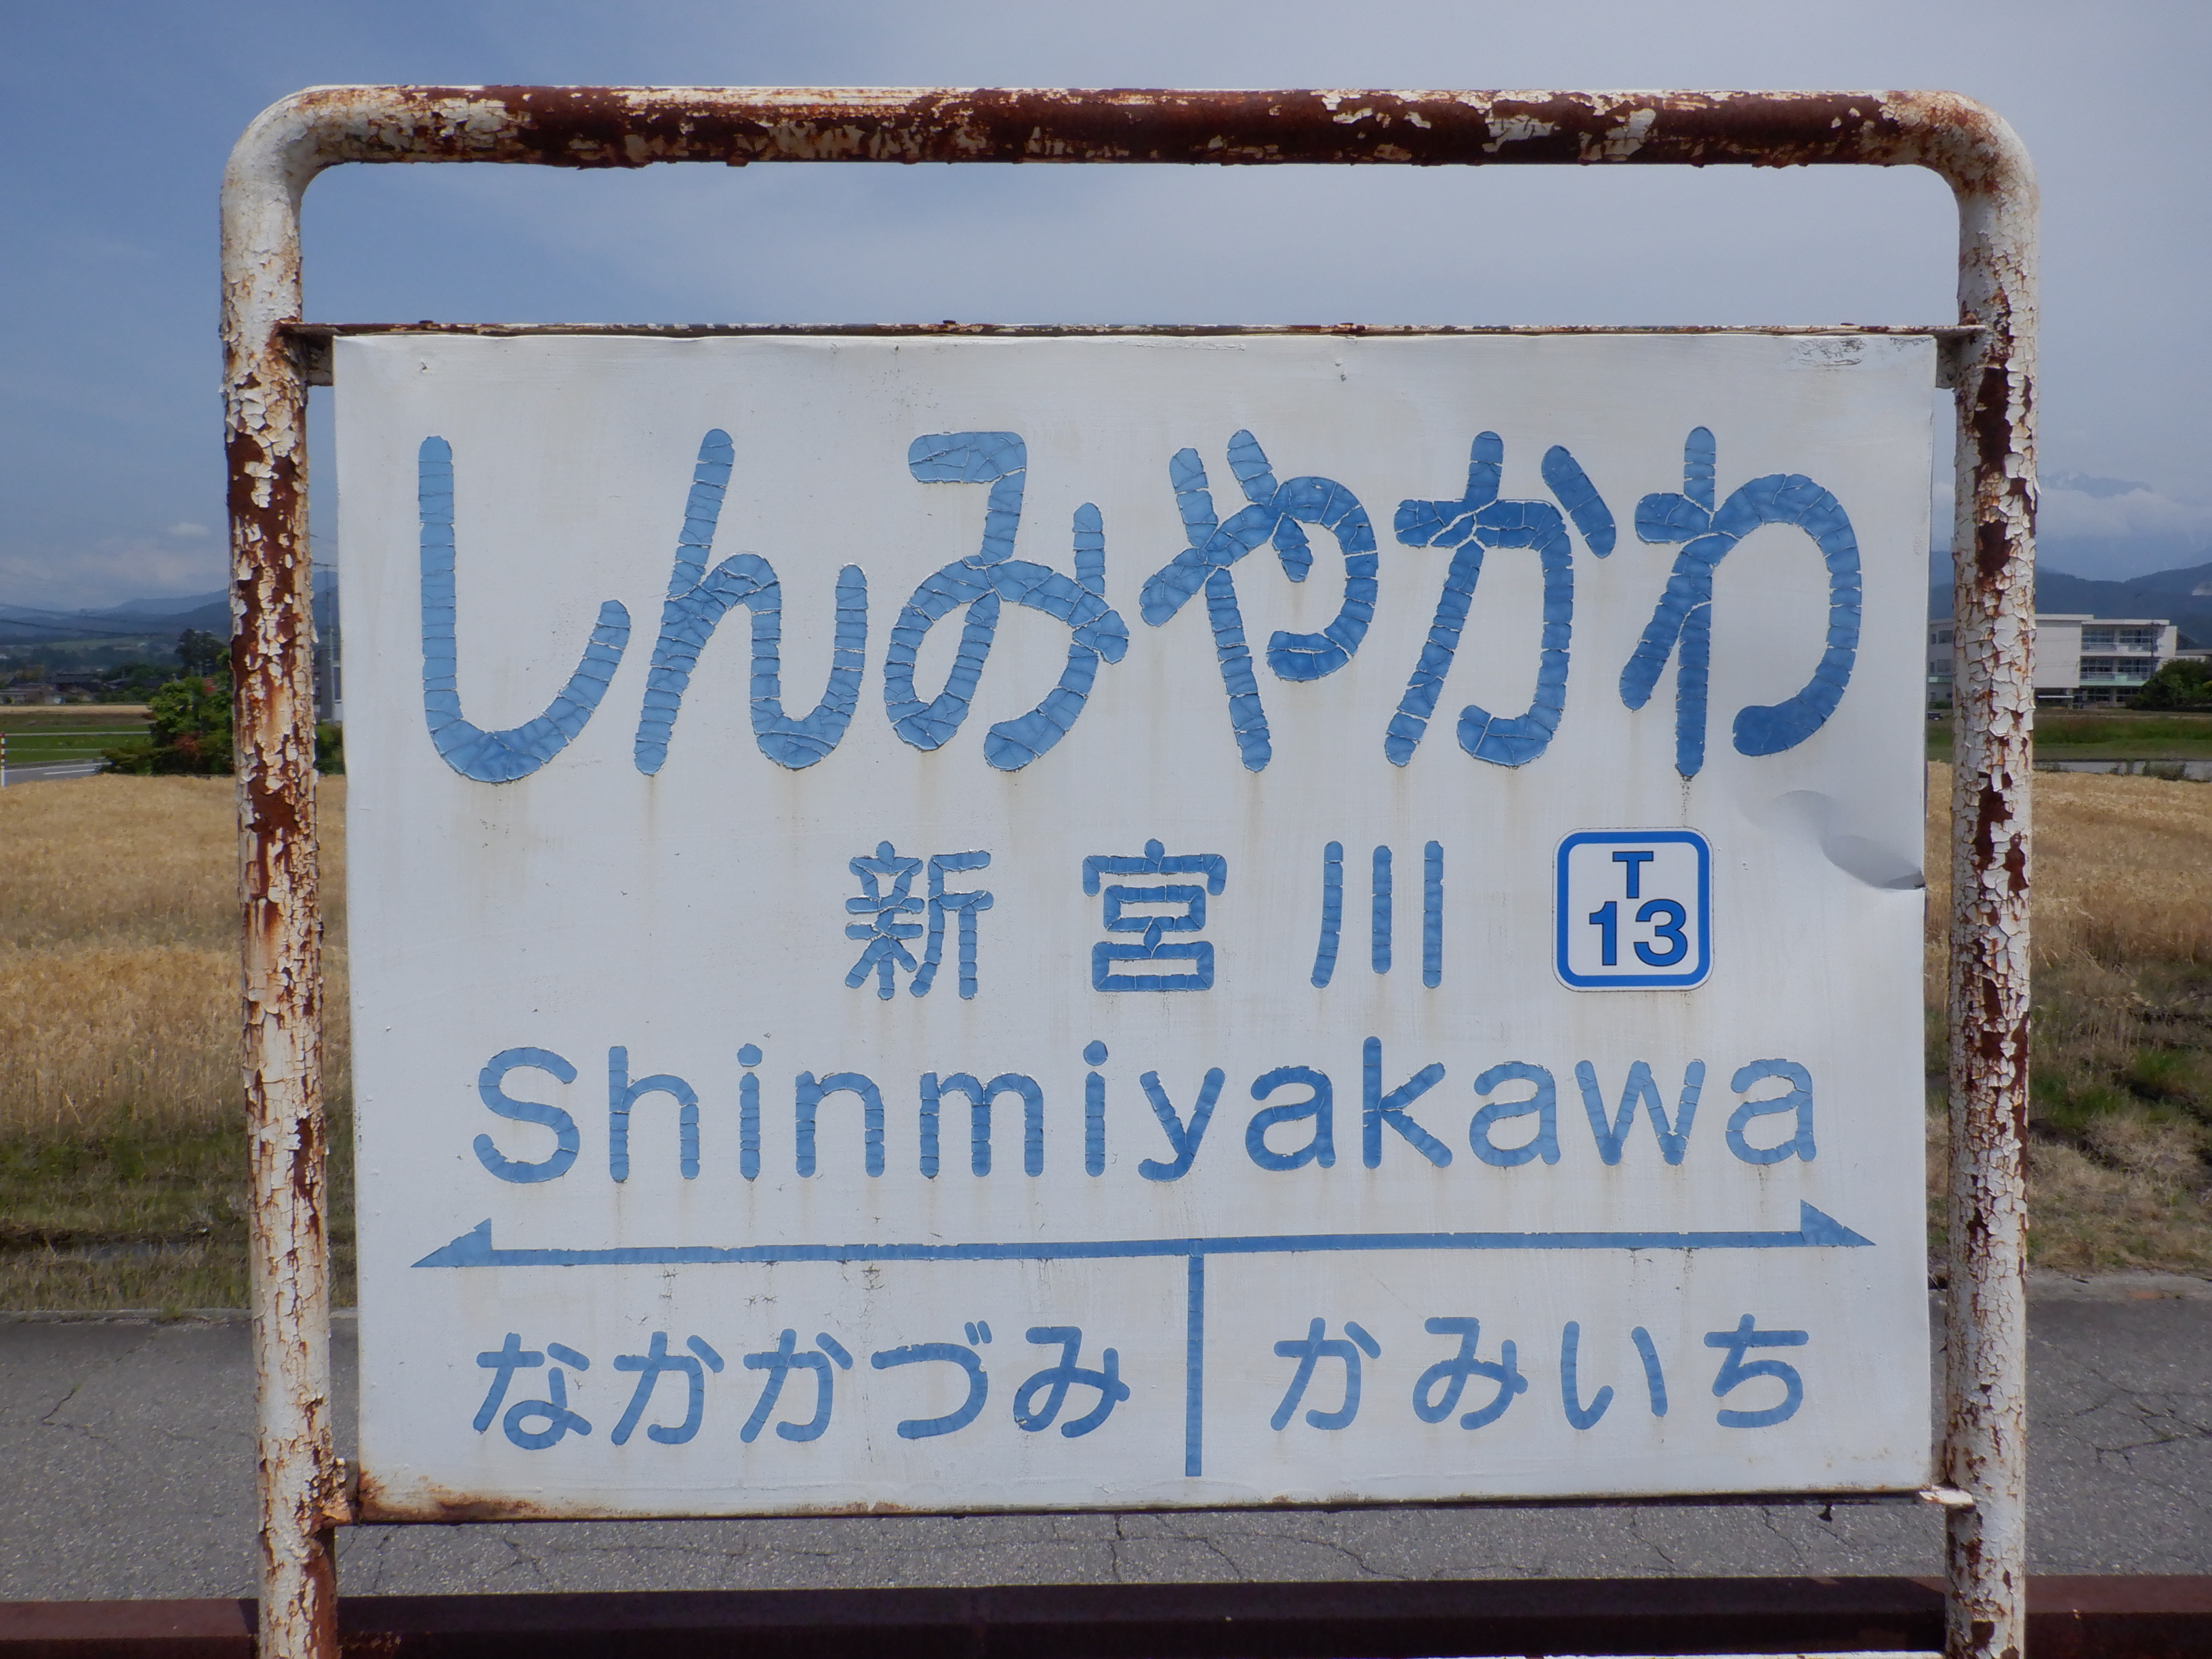 しんみやかわ
新宮川 T 13
Shinmiyakawa
なかかづみ かみいち